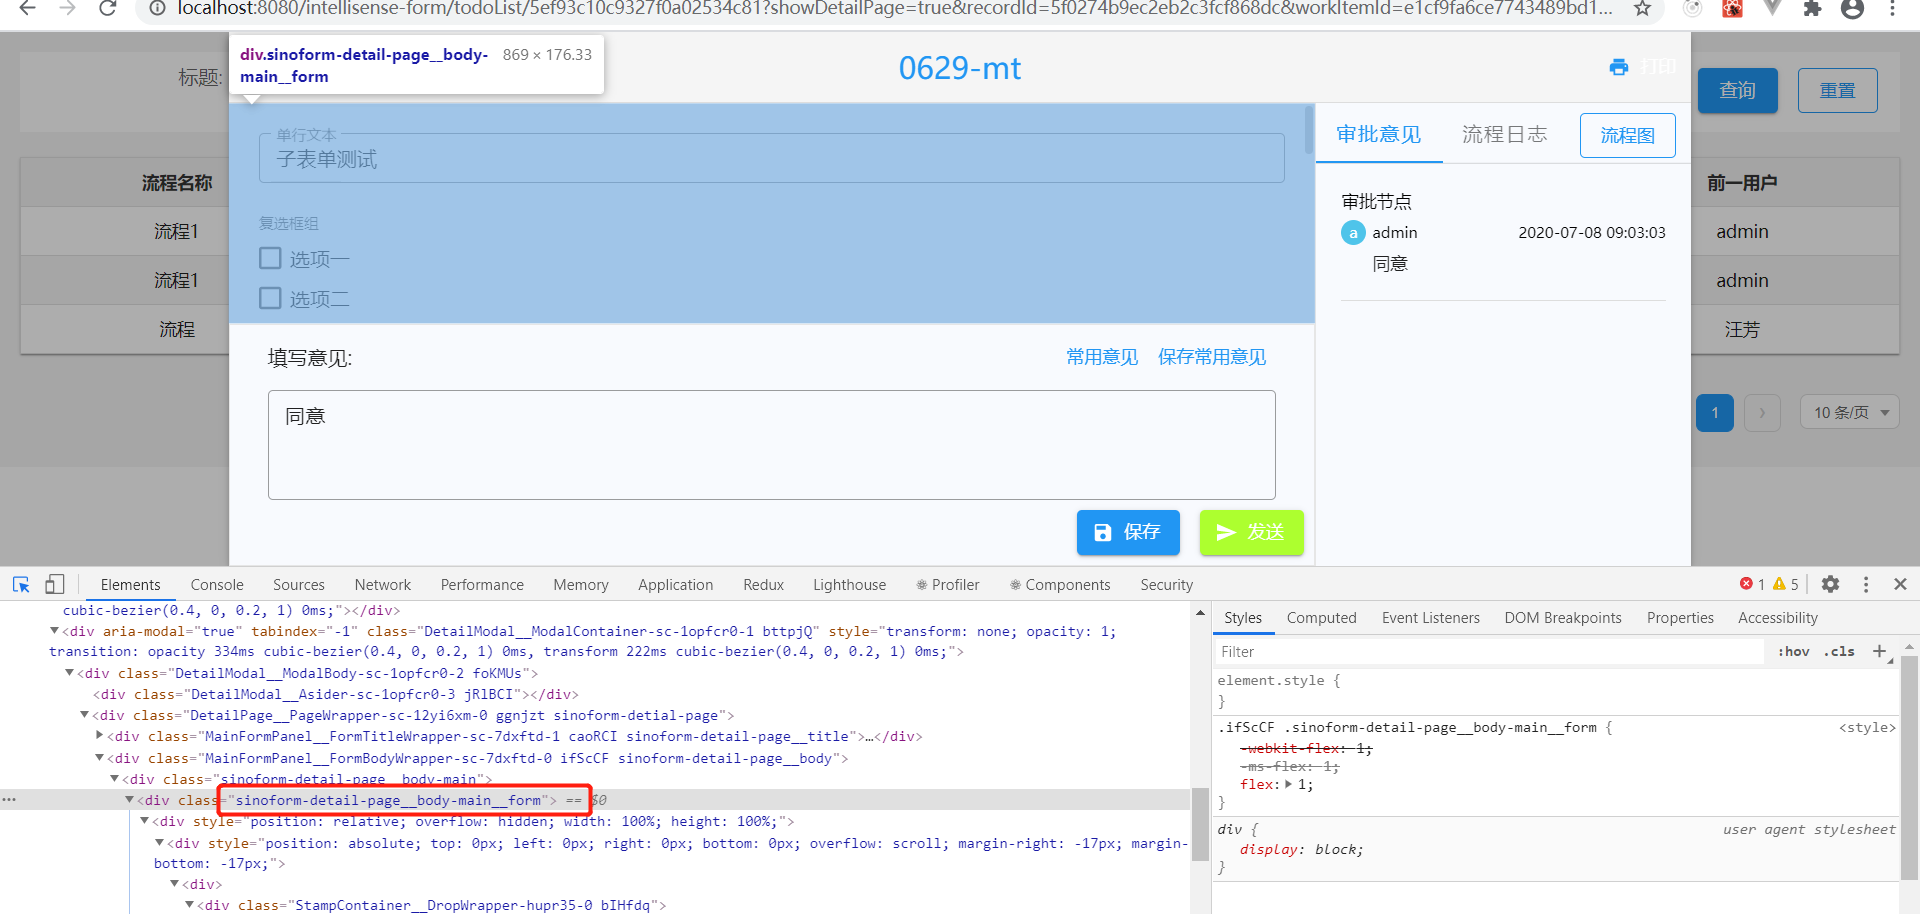 localhost:8080/intellisense-form/todoList/5ef93c10c9327f0a02534c81?showDetailPage=true&recordId=5f0274b9ec2eb2c3fcf868dc&workItemId=e1cf9fa6ce7743489bd1...
div.sinoform-detail-page__body-main__form 869 × 176.33
标题:
0629-mt
打印
查询
重置
单行文本
子表单测试
审批意见
流程日志
流程图
流程名称
前一用户
流程1
admin
流程1
admin
流程
汪芳
复选框组
选项一
选项二
审批节点
a
admin
2020-07-08 09:03:03
同意
填写意见:
常用意见
保存常用意见
同意
1
10 条/页
保存
发送
Elements Console Sources Network Performance Memory Application Redux Lighthouse Profiler Components Security
1 5
cubic-bezier(0.4, 0, 0.2, 1) 0ms;"></div>
<div aria-modal="true" tabindex="-1" class="DetailModal__ModalContainer-sc-1opfcr0-1 bttpjQ" style="transform: none; opacity: 1;
transition: opacity 334ms cubic-bezier(0.4, 0, 0.2, 1) 0ms, transform 222ms cubic-bezier(0.4, 0, 0.2, 1) 0ms;">
<div class="DetailModal__ModalBody-sc-1opfcr0-2 foKMUs">
<div class="DetailModal__Asider-sc-1opfcr0-3 jRlBCI"></div>
<div class="DetailPage__PageWrapper-sc-12yi6xm-0 ggnjzt sinoform-detial-page">
<div class="MainFormPanel__FormTitleWrapper-sc-7dxftd-1 caoRCI sinoform-detail-page__title">…</div>
<div class="MainFormPanel__FormBodyWrapper-sc-7dxftd-0 ifScCF sinoform-detail-page__body">
<div class="sinoform-detail-page__body-main">
<div class="sinoform-detail-page__body-main__form"> == $0
<div style="position: relative; overflow: hidden; width: 100%; height: 100%;">
<div style="position: absolute; top: 0px; left: 0px; right: 0px; bottom: 0px; overflow: scroll; margin-right: -17px; margin-
bottom: -17px;">
<div>
<div class="StampContainer__DropWrapper-hupr35-0 bIHfdq">
Styles Computed Event Listeners DOM Breakpoints Properties Accessibility
Filter :hov .cls +
element.style {
}
.ifScCF .sinoform-detail-page__body-main__form { <style>
-webkit-flex: 1;
-ms-flex: 1;
flex: 1;
}
div { user agent stylesheet
display: block;
}